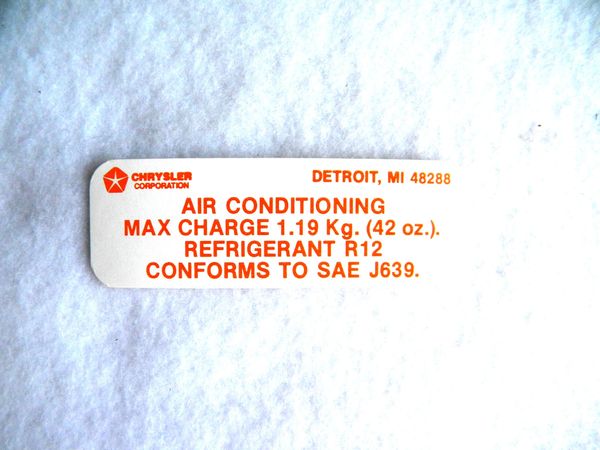 CHRYSLER CORPORATION
DETROIT, MI 48288
AIR CONDITIONING
MAX CHARGE 1.19 Kg. (42 oz.).
REFRIGERANT R12
CONFORMS TO SAE J639.